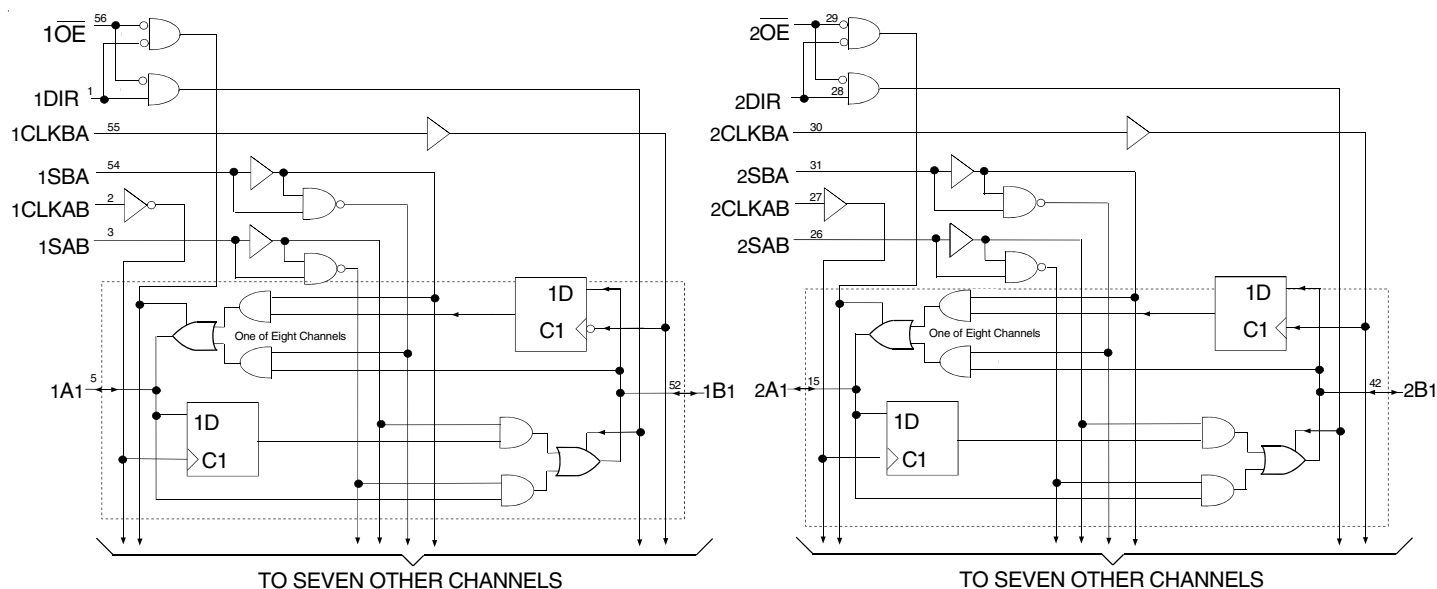 56
1OE
1
1DIR
55
1CLKBA
54
1SBA
2
1CLKAB
3
1SAB
1D
C1
One of Eight Channels
5
1A1
52
1B1
1D
C1
TO SEVEN OTHER CHANNELS
29
2OE
28
2DIR
30
2CLKBA
31
2SBA
27
2CLKAB
26
2SAB
1D
C1
One of Eight Channels
15
2A1
42
2B1
1D
C1
TO SEVEN OTHER CHANNELS